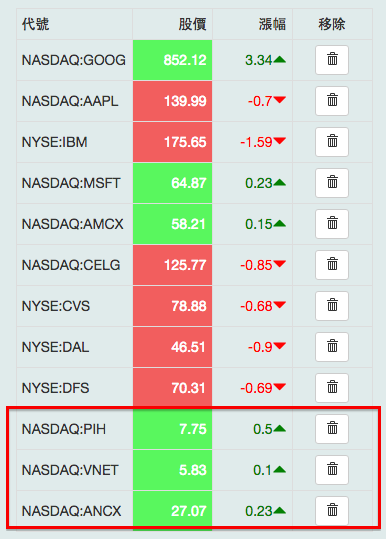 代號 股價 漲幅 移除
NASDAQ:GOOG 852.12 3.34
NASDAQ:AAPL 139.99 -0.7
NYSE:IBM 175.65 -1.59
NASDAQ:MSFT 64.87 0.23
NASDAQ:AMCX 58.21 0.15
NASDAQ:CELG 125.77 -0.85
NYSE:CVS 78.88 -0.68
NYSE:DAL 46.51 -0.9
NYSE:DFS 70.31 -0.69
NASDAQ:PIH 7.75 0.5
NASDAQ:VNET 5.83 0.1
NASDAQ:ANCX 27.07 0.23